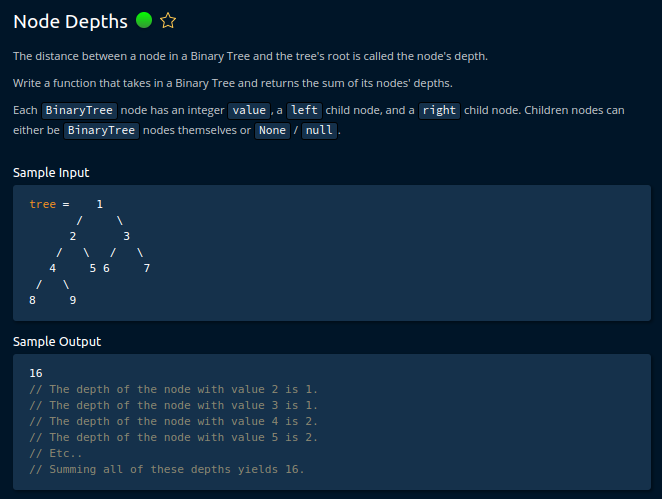 Node Depths
The distance between a node in a Binary Tree and the tree's root is called the node's depth.
Write a function that takes in a Binary Tree and returns the sum of its nodes' depths.
Each BinaryTree node has an integer value, a left child node, and a right child node. Children nodes can
either be BinaryTree nodes themselves or None / null.
Sample Input
tree =    1
       /     \
      2       3
    /   \   /   \
   4     5 6     7
 /   \
8     9
Sample Output
16
// The depth of the node with value 2 is 1.
// The depth of the node with value 3 is 1.
// The depth of the node with value 4 is 2.
// The depth of the node with value 5 is 2.
// Etc..
// Summing all of these depths yields 16.